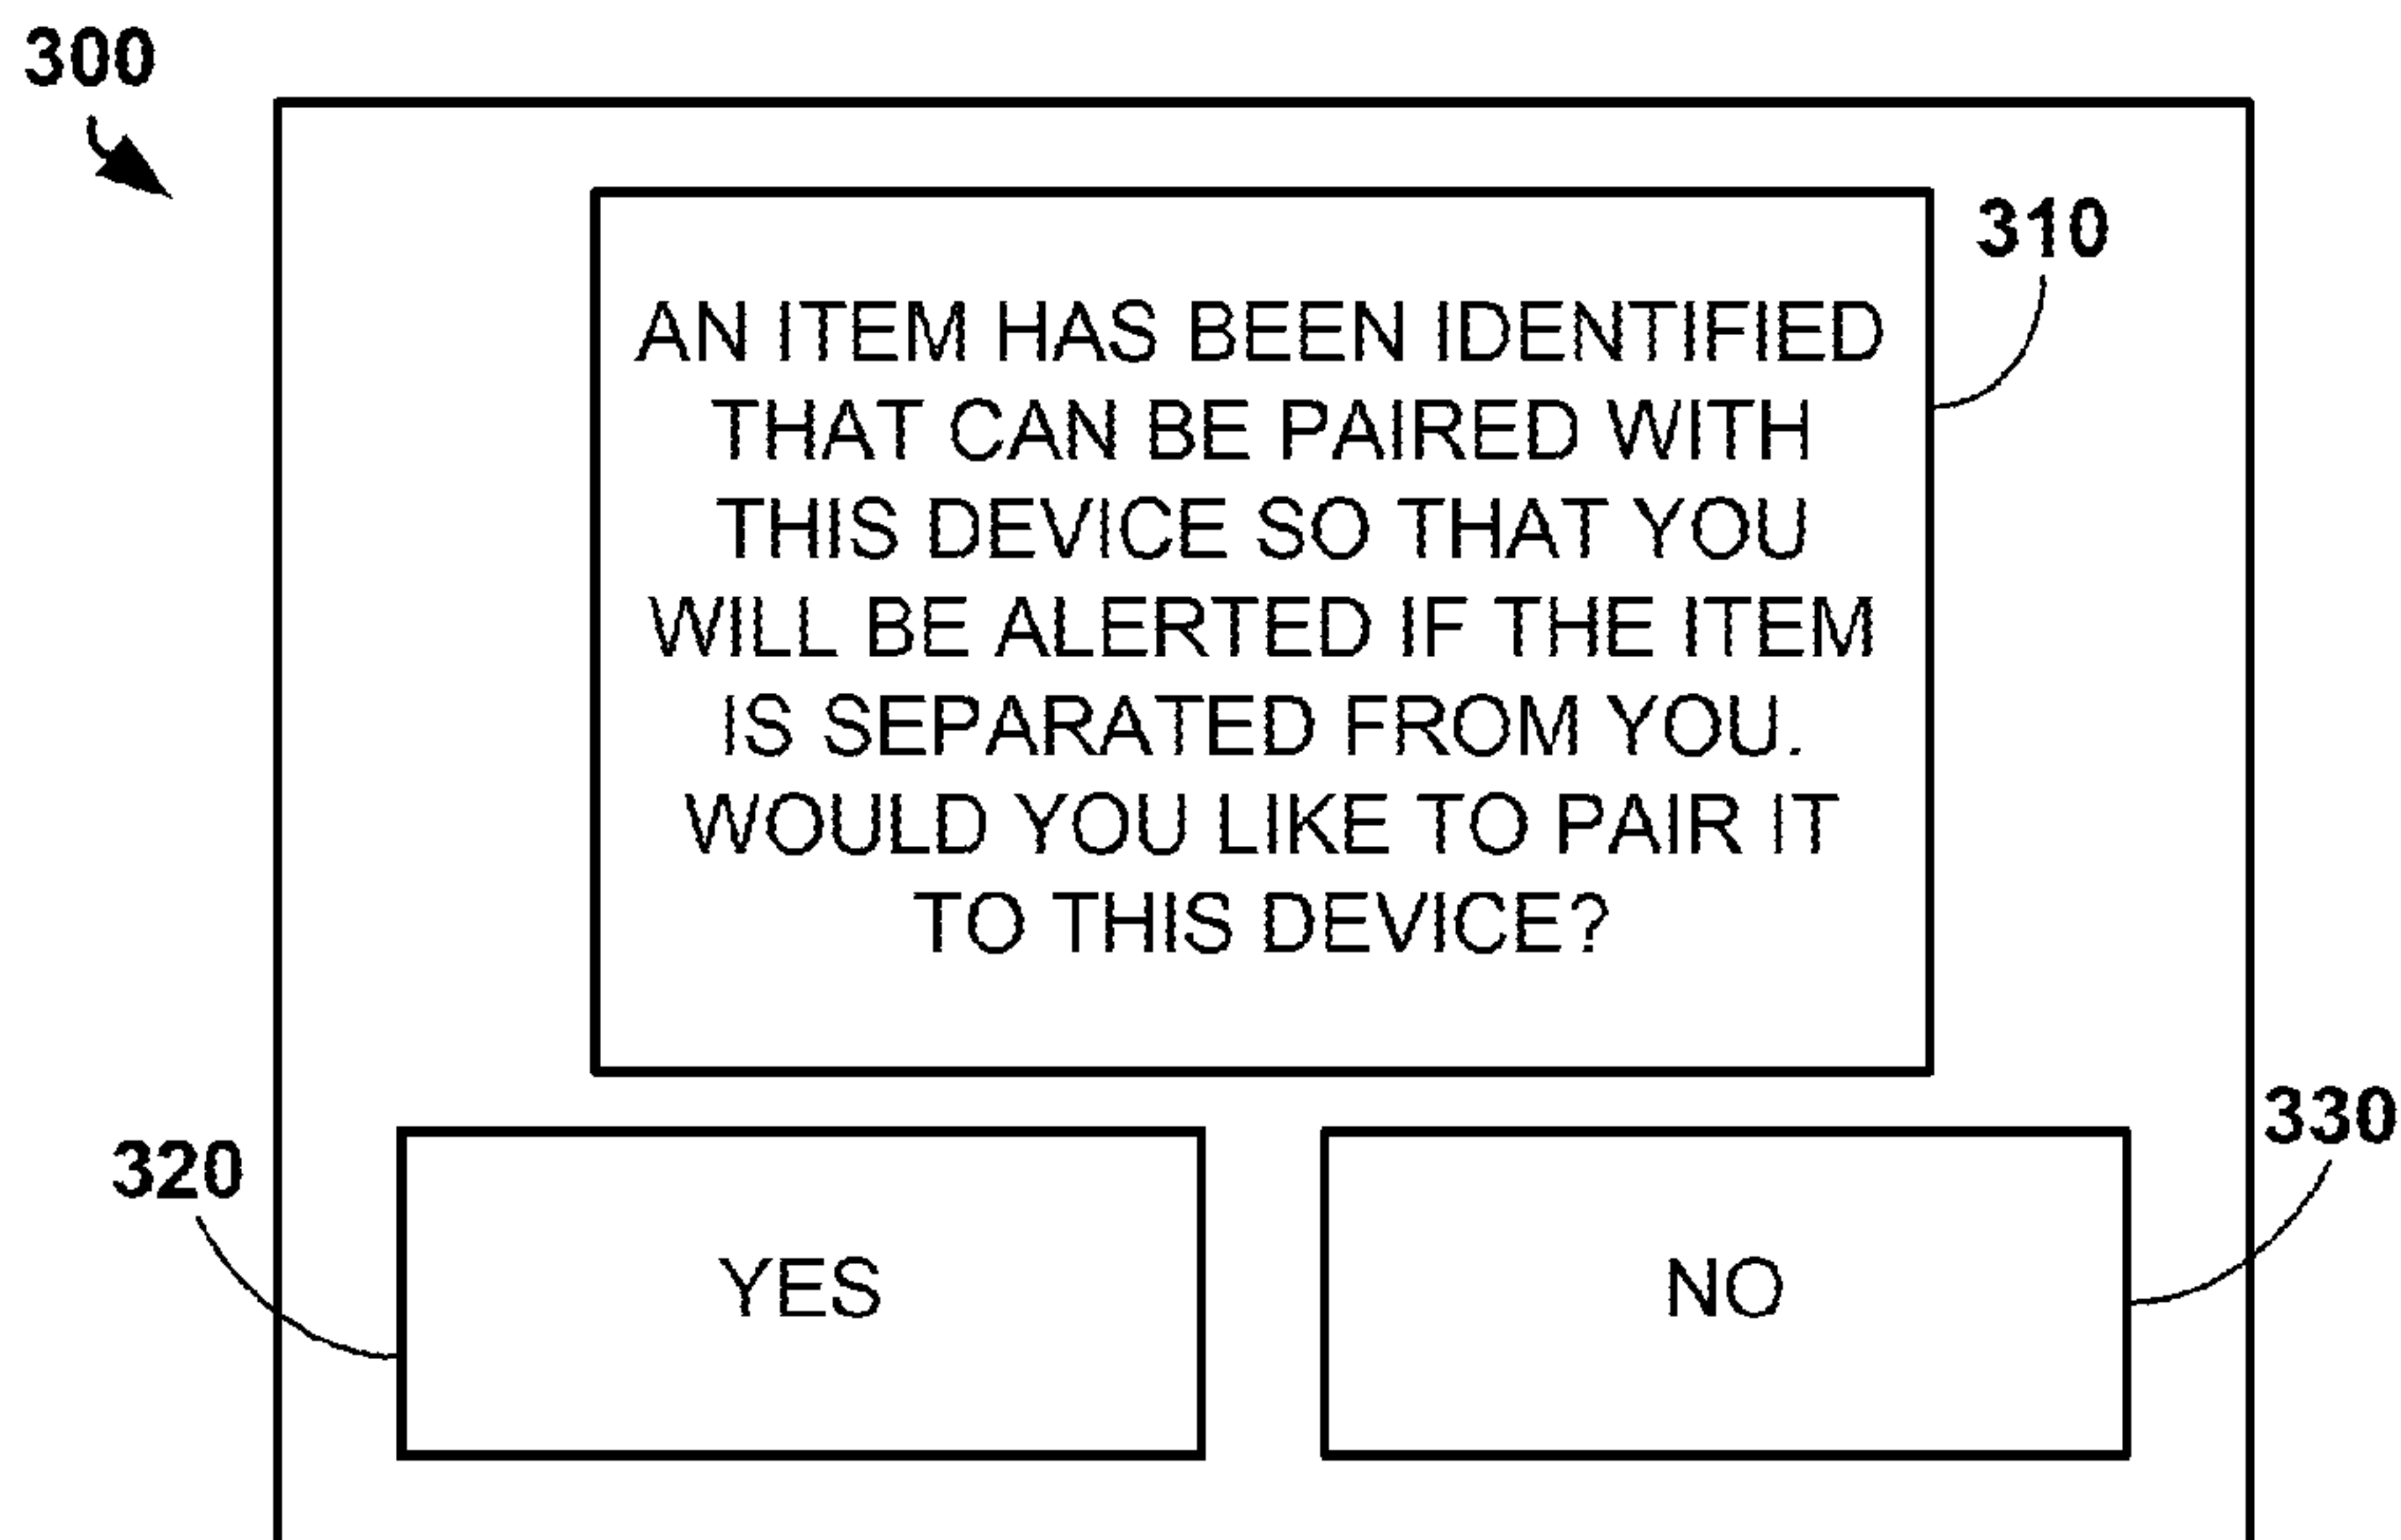 300
310
AN ITEM HAS BEEN IDENTIFIED
THAT CAN BE PAIRED WITH
THIS DEVICE SO THAT YOU
WILL BE ALERTED IF THE ITEM
IS SEPARATED FROM YOU.
WOULD YOU LIKE TO PAIR IT
TO THIS DEVICE?
320
330
YES
NO